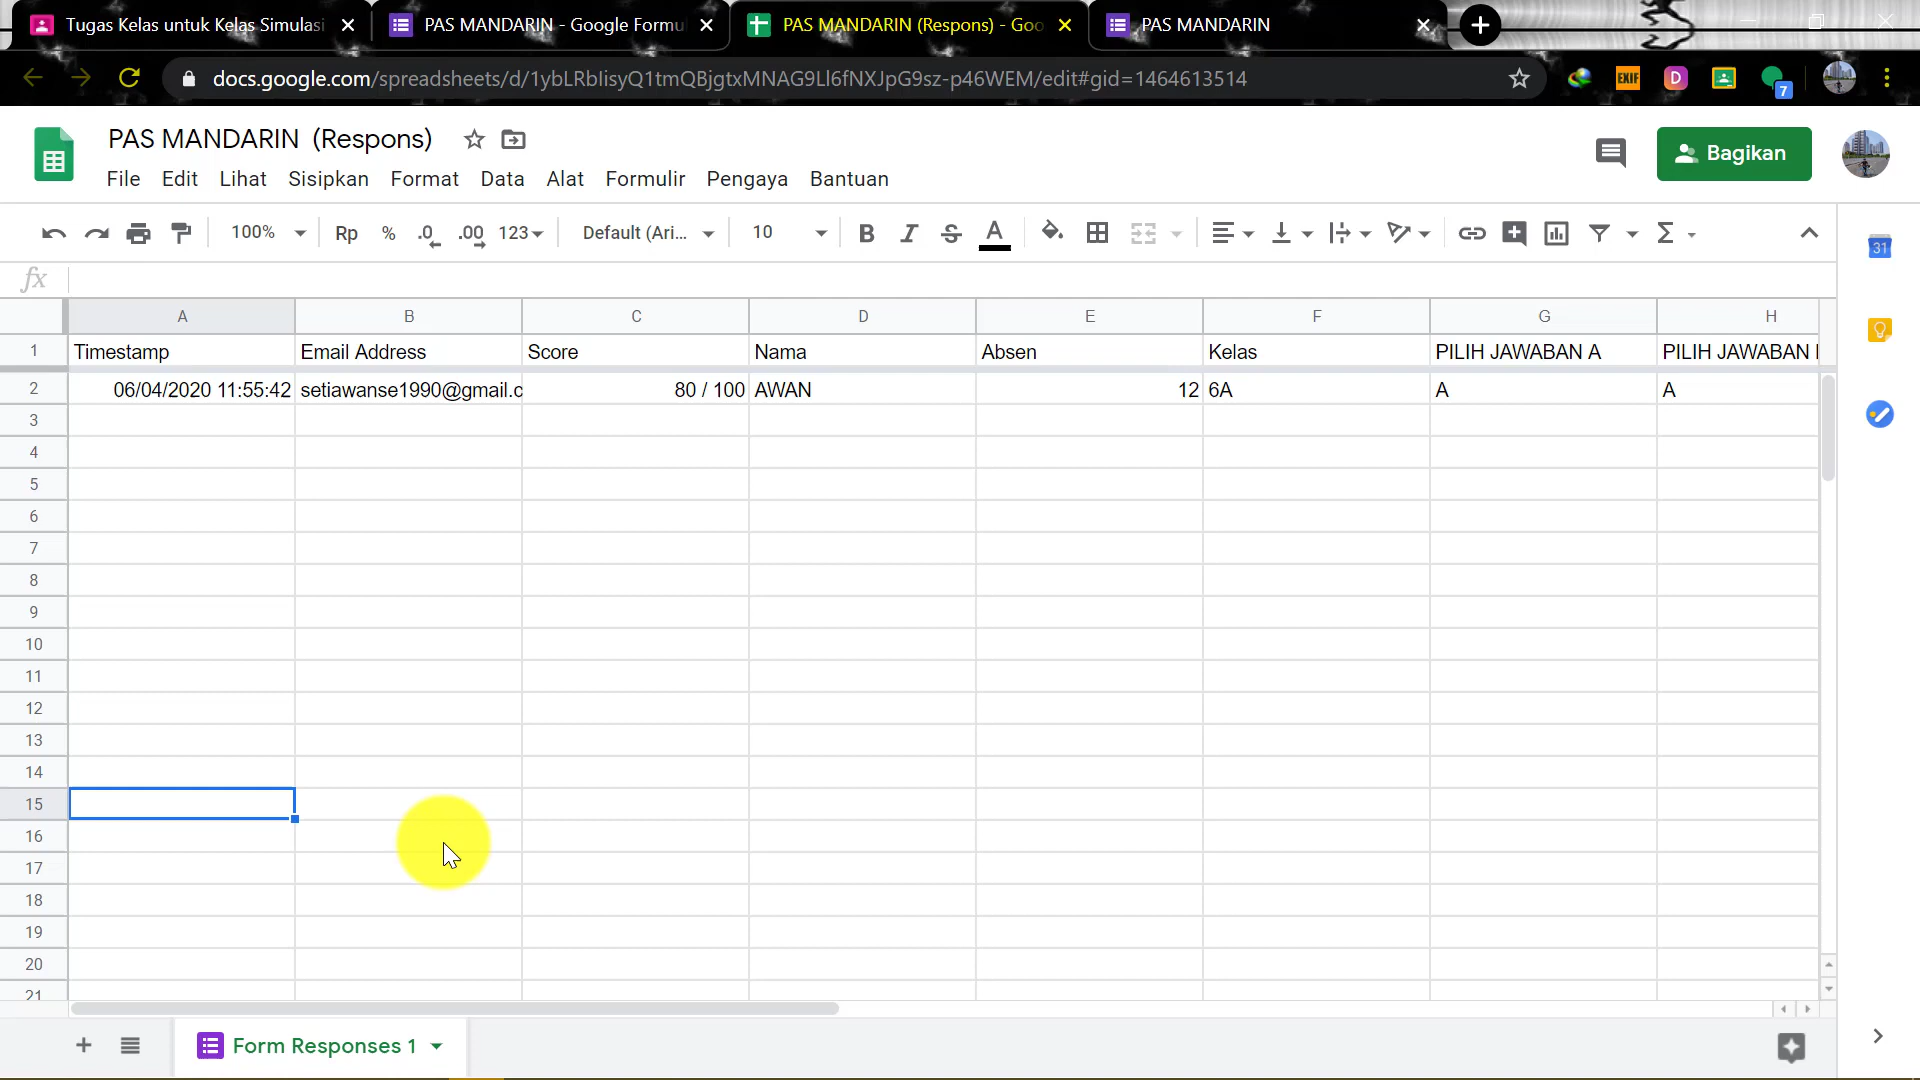 Tugas Kelas untuk Kelas Simulasi
PAS MANDARIN - Google Formu
PAS MANDARIN (Respons) - Goo
PAS MANDARIN
docs.google.com/spreadsheets/d/1ybLRbIisyQ1tmQBjgtxMNAG9LI6fNXJpG9sz-p46WEM/edit#gid=1464613514
EXIF
D
7
PAS MANDARIN (Respons)
Bagikan
File Edit Lihat Sisipkan Format Data Alat Formulir Pengaya Bantuan
100% Rp % .0 .00 123 Default (Ari... 10 B I S A Σ
31
fx
A B C D E F G H
1 Timestamp Email Address Score Nama Absen Kelas PILIH JAWABAN A PILIH JAWABAN
2 06/04/2020 11:55:42 setiawanse1990@gmail.c 80 / 100 AWAN 12 6A A A
3
4
5
6
7
8
9
10
11
12
13
14
15
16
17
18
19
20
21
Form Responses 1